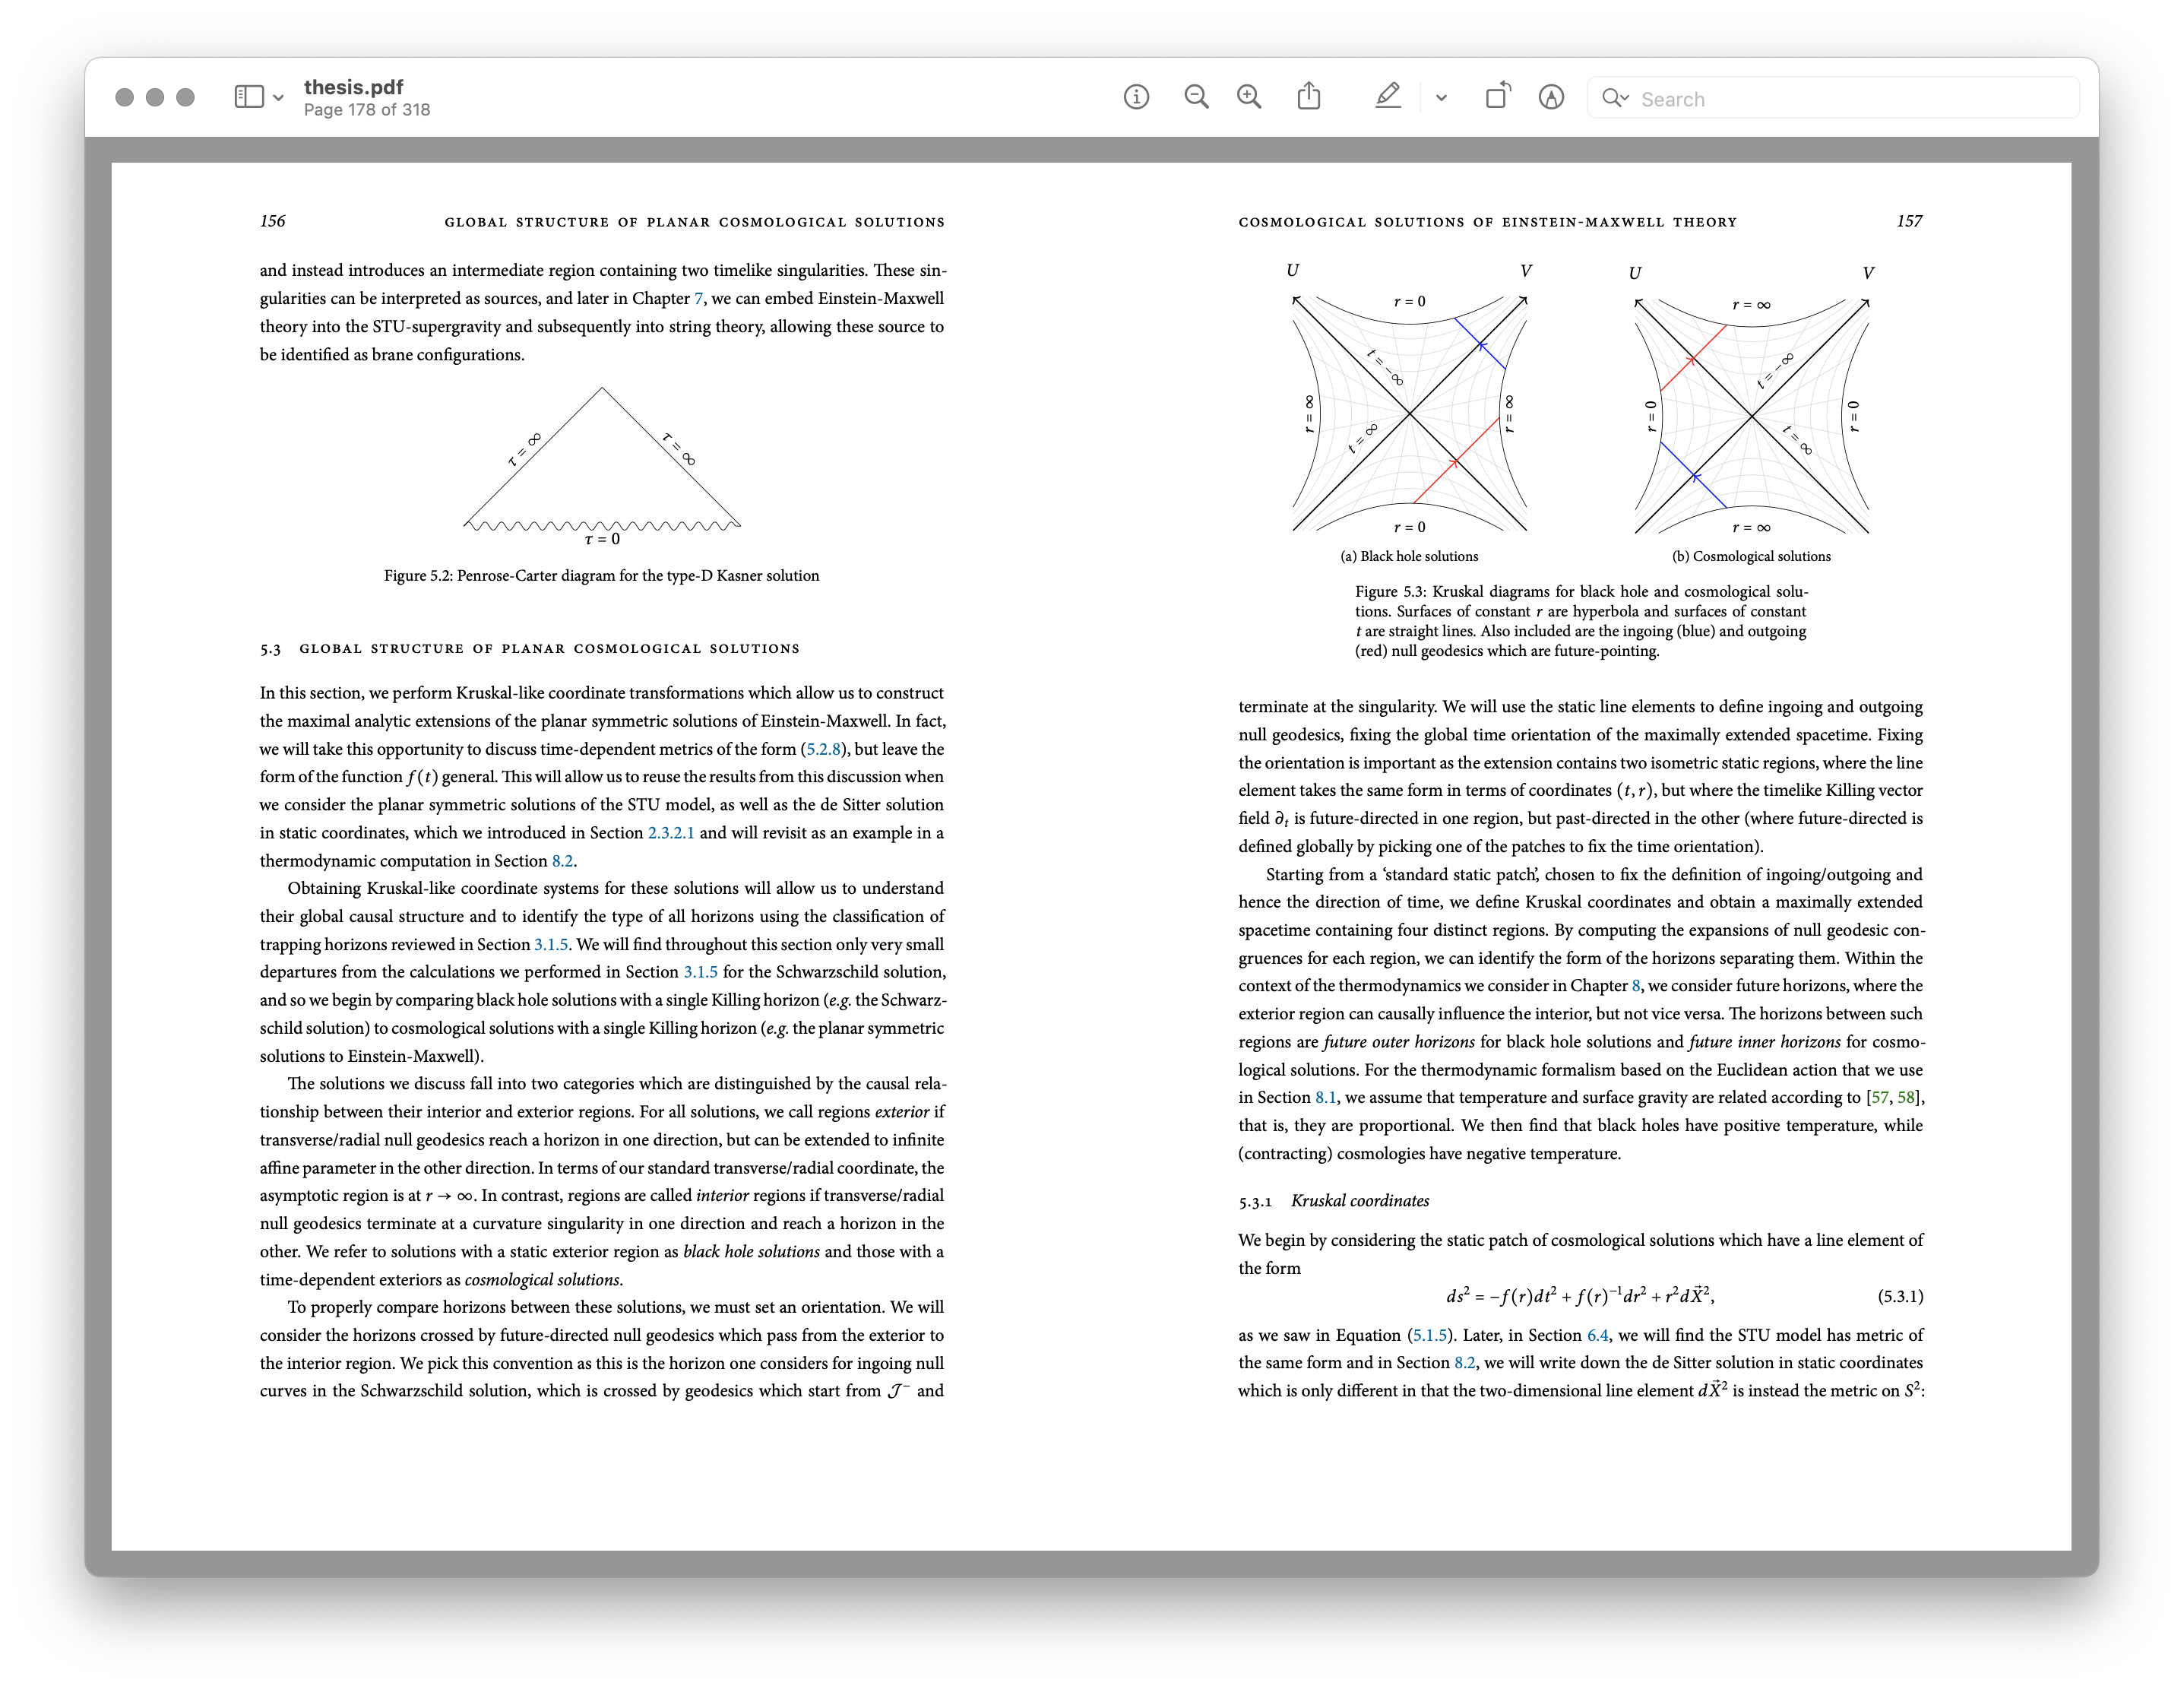 thesis.pdf
Page 178 of 318
Search
156 GLOBAL STRUCTURE OF PLANAR COSMOLOGICAL SOLUTIONS
and instead introduces an intermediate region containing two timelike singularities. These sin-
gularities can be interpreted as sources, and later in Chapter 7, we can embed Einstein-Maxwell
theory into the STU-supergravity and subsequently into string theory, allowing these source to
be identified as brane configurations.
τ = ∞
τ = ∞
τ = 0
Figure 5.2: Penrose-Carter diagram for the type-D Kasner solution
5.3 GLOBAL STRUCTURE OF PLANAR COSMOLOGICAL SOLUTIONS
In this section, we perform Kruskal-like coordinate transformations which allow us to construct
the maximal analytic extensions of the planar symmetric solutions of Einstein-Maxwell. In fact,
we will take this opportunity to discuss time-dependent metrics of the form (5.2.8), but leave the
form of the function f(t) general. This will allow us to reuse the results from this discussion when
we consider the planar symmetric solutions of the STU model, as well as the de Sitter solution
in static coordinates, which we introduced in Section 2.3.2.1 and will revisit as an example in a
thermodynamic computation in Section 8.2.
Obtaining Kruskal-like coordinate systems for these solutions will allow us to understand
their global causal structure and to identify the type of all horizons using the classification of
trapping horizons reviewed in Section 3.1.5. We will find throughout this section only very small
departures from the calculations we performed in Section 3.1.5 for the Schwarzschild solution,
and so we begin by comparing black hole solutions with a single Killing horizon (e.g. the Schwarz-
schild solution) to cosmological solutions with a single Killing horizon (e.g. the planar symmetric
solutions to Einstein-Maxwell).
The solutions we discuss fall into two categories which are distinguished by the causal rela-
tionship between their interior and exterior regions. For all solutions, we call regions exterior if
transverse/radial null geodesics reach a horizon in one direction, but can be extended to infinite
affine parameter in the other direction. In terms of our standard transverse/radial coordinate, the
asymptotic region is at r → ∞. In contrast, regions are called interior regions if transverse/radial
null geodesics terminate at a curvature singularity in one direction and reach a horizon in the
other. We refer to solutions with a static exterior region as black hole solutions and those with a
time-dependent exteriors as cosmological solutions.
To properly compare horizons between these solutions, we must set an orientation. We will
consider the horizons crossed by future-directed null geodesics which pass from the exterior to
the interior region. We pick this convention as this is the horizon one considers for ingoing null
curves in the Schwarzschild solution, which is crossed by geodesics which start from 𝒥⁻ and
COSMOLOGICAL SOLUTIONS OF EINSTEIN-MAXWELL THEORY 157
U V
r = 0
t = −∞
r = ∞
r = ∞
t = ∞
r = 0
(a) Black hole solutions
U V
r = ∞
t = −∞
r = 0
r = 0
t = ∞
r = ∞
(b) Cosmological solutions
Figure 5.3: Kruskal diagrams for black hole and cosmological solu-
tions. Surfaces of constant r are hyperbola and surfaces of constant
t are straight lines. Also included are the ingoing (blue) and outgoing
(red) null geodesics which are future-pointing.
terminate at the singularity. We will use the static line elements to define ingoing and outgoing
null geodesics, fixing the global time orientation of the maximally extended spacetime. Fixing
the orientation is important as the extension contains two isometric static regions, where the line
element takes the same form in terms of coordinates (t, r), but where the timelike Killing vector
field ∂ₜ is future-directed in one region, but past-directed in the other (where future-directed is
defined globally by picking one of the patches to fix the time orientation).
Starting from a ‘standard static patch’, chosen to fix the definition of ingoing/outgoing and
hence the direction of time, we define Kruskal coordinates and obtain a maximally extended
spacetime containing four distinct regions. By computing the expansions of null geodesic con-
gruences for each region, we can identify the form of the horizons separating them. Within the
context of the thermodynamics we consider in Chapter 8, we consider future horizons, where the
exterior region can causally influence the interior, but not vice versa. The horizons between such
regions are future outer horizons for black hole solutions and future inner horizons for cosmo-
logical solutions. For the thermodynamic formalism based on the Euclidean action that we use
in Section 8.1, we assume that temperature and surface gravity are related according to [57, 58],
that is, they are proportional. We then find that black holes have positive temperature, while
(contracting) cosmologies have negative temperature.
5.3.1 Kruskal coordinates
We begin by considering the static patch of cosmological solutions which have a line element of
the form
ds² = −f(r)dt² + f(r)⁻¹dr² + r²dX⃗², (5.3.1)
as we saw in Equation (5.1.5). Later, in Section 6.4, we will find the STU model has metric of
the same form and in Section 8.2, we will write down the de Sitter solution in static coordinates
which is only different in that the two-dimensional line element dX⃗² is instead the metric on S²: